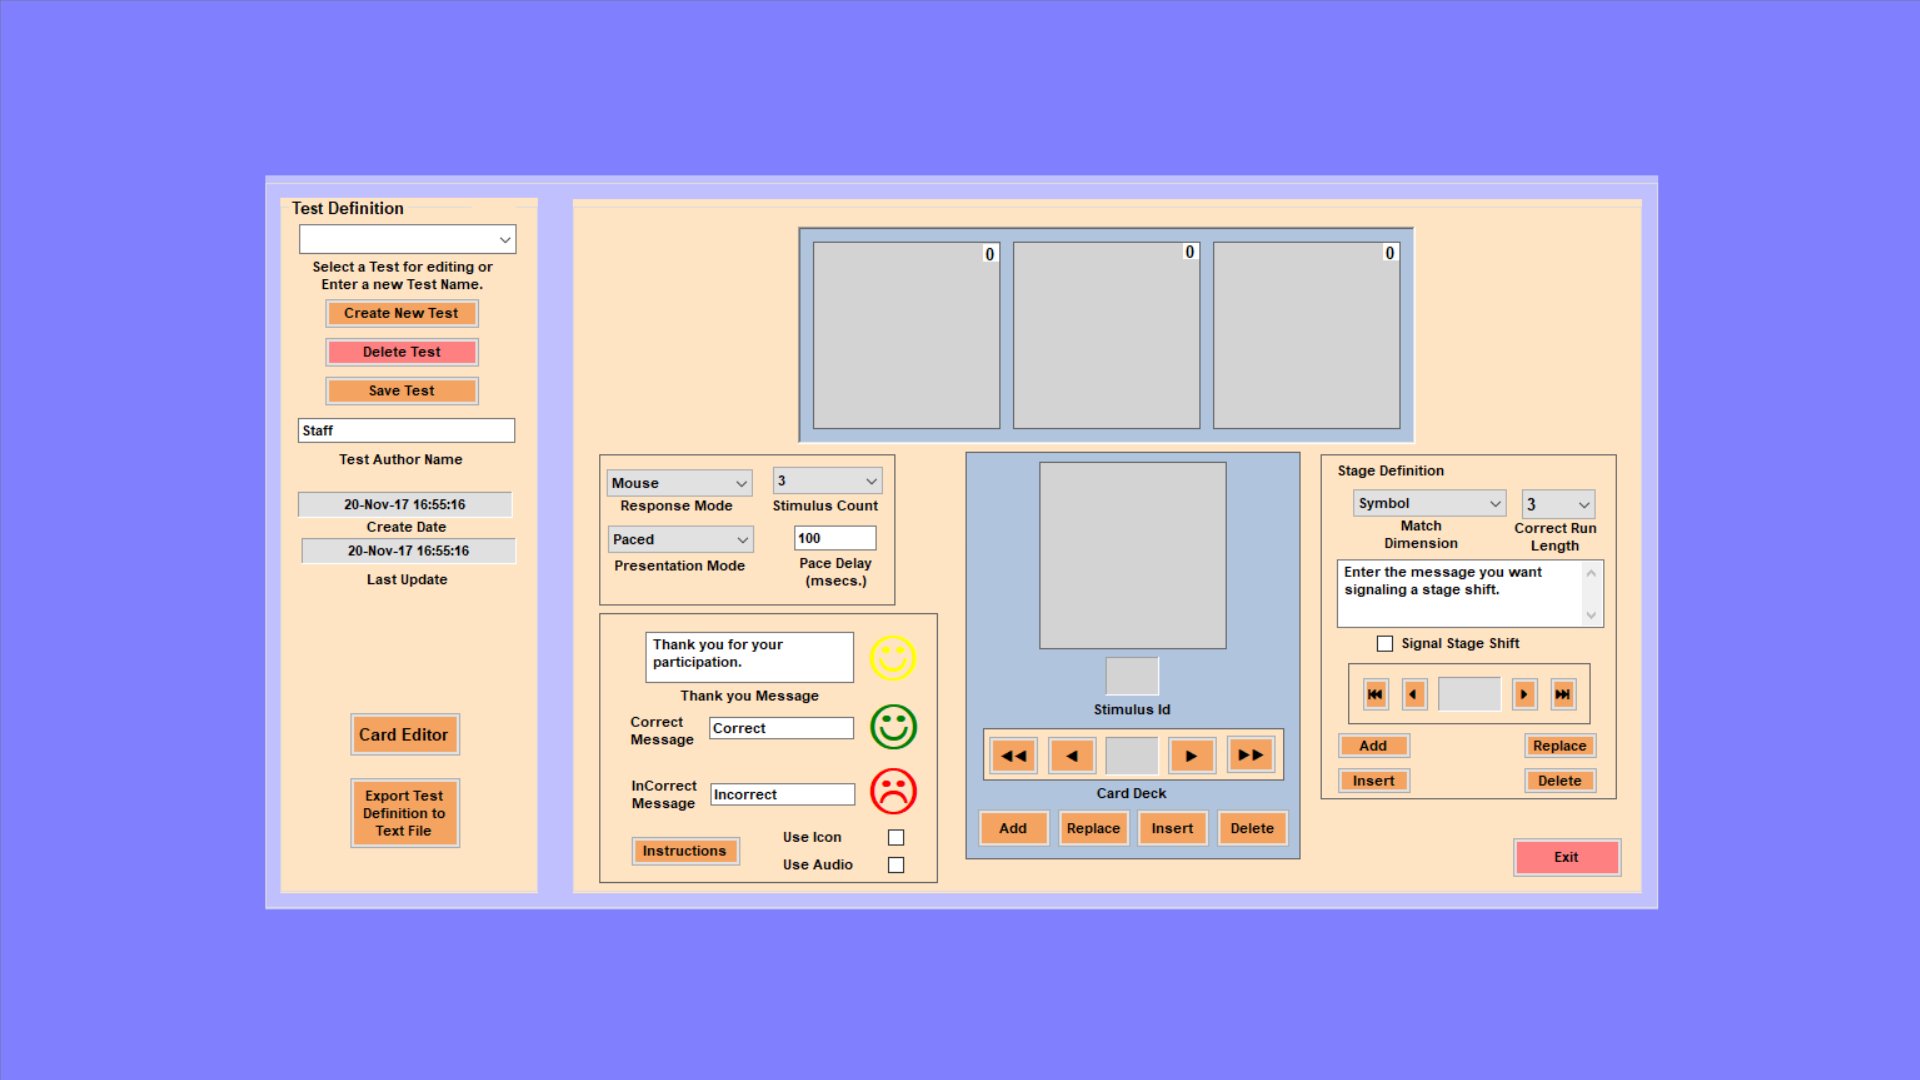 Test Definition
Select a Test for editing or
Enter a new Test Name.
Create New Test
Delete Test
Save Test
Staff
Test Author Name
20-Nov-17 16:55:16
Create Date
20-Nov-17 16:55:16
Last Update
Card Editor
Export Test
Definition to
Text File
0
0
0
Mouse
Response Mode
3
Stimulus Count
Paced
Presentation Mode
100
Pace Delay
(msecs.)
Thank you for your
participation.
Thank you Message
Correct
Message
Correct
InCorrect
Message
Incorrect
Instructions
Use Icon
Use Audio
Stimulus Id
Card Deck
Add
Replace
Insert
Delete
Stage Definition
Symbol
Match
Dimension
3
Correct Run
Length
Enter the message you want
signaling a stage shift.
Signal Stage Shift
Add
Replace
Insert
Delete
Exit